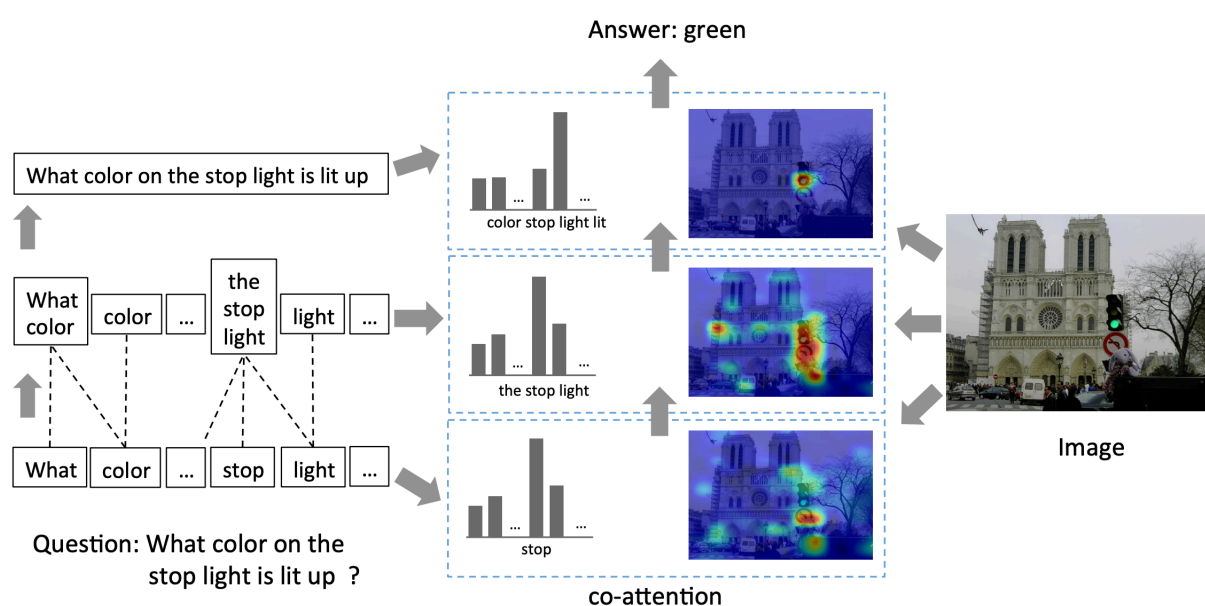 Answer: green
What color on the stop light is lit up
...
...
color stop light lit
What
color
color
...
the
stop
light
light
...
...
...
the stop light
What
color
...
stop
light
...
...
...
stop
Image
Question: What color on the
stop light is lit up ?
co-attention